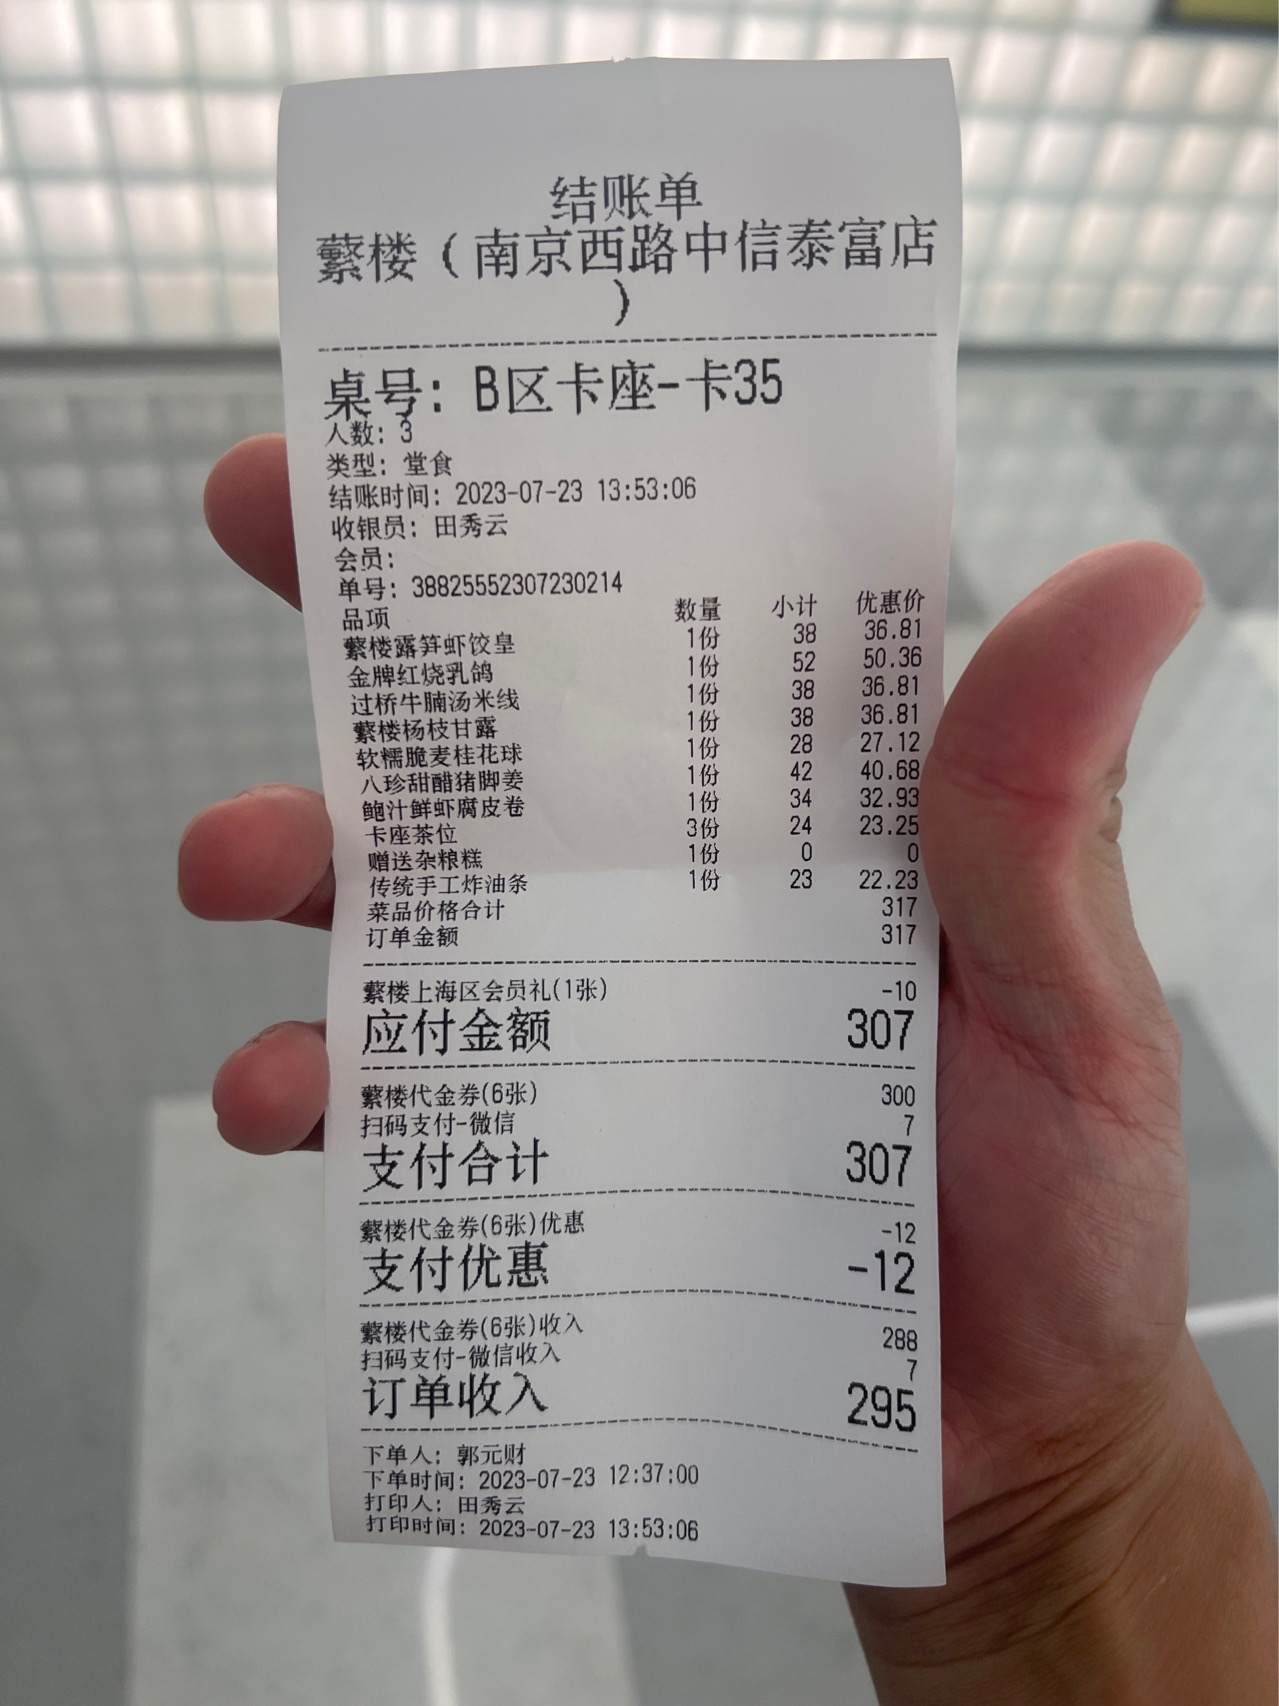 结账单
蘩楼（南京西路中信泰富店
）
桌号：B区卡座-卡35
人数：3
类型：堂食
结账时间：2023-07-23 13:53:06
收银员：田秀云
会员：
单号：38825552307230214
品项 数量 小计 优惠价
蘩楼露笋虾饺皇 1份 38 36.81
金牌红烧乳鸽 1份 52 50.36
过桥牛腩汤米线 1份 38 36.81
蘩楼杨枝甘露 1份 38 36.81
软糯脆麦桂花球 1份 28 27.12
八珍甜醋猪脚姜 1份 42 40.68
鲍汁鲜虾腐皮卷 1份 34 32.93
卡座茶位 3份 24 23.25
赠送杂粮糕 1份 0 0
传统手工炸油条 1份 23 22.23
菜品价格合计 317
订单金额 317
蘩楼上海区会员礼(1张) -10
应付金额 307
蘩楼代金券(6张) 300
扫码支付-微信 7
支付合计 307
蘩楼代金券(6张)优惠 -12
支付优惠 -12
蘩楼代金券(6张)收入 288
扫码支付-微信收入 7
订单收入 295
下单人：郭元财
下单时间：2023-07-23 12:37:00
打印人：田秀云
打印时间：2023-07-23 13:53:06